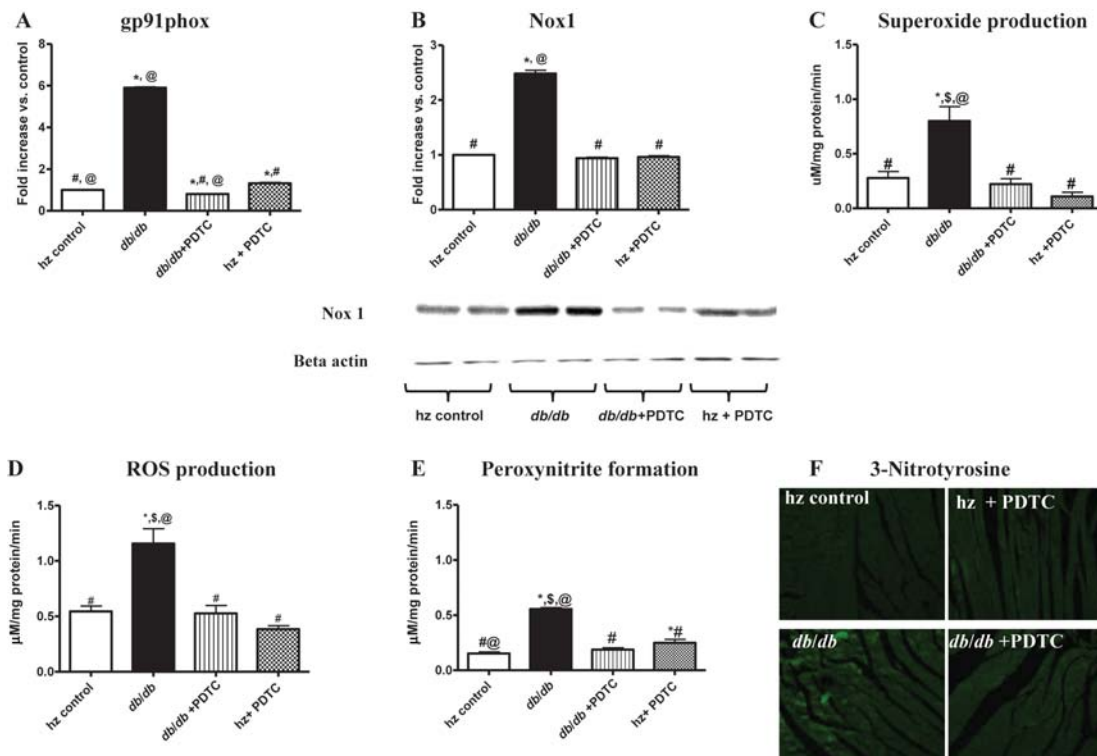 A gp91phox
Fold increase vs. control
8
6
4
2
0
#, @
*, @
*,#, @
*,#
hz control
db/db
db/db+PDTC
hz + PDTC
B Nox1
Fold increase vs. control
3
2
1
0
#
*, @
#
#
hz control
db/db
db/db +PDTC
hz +PDTC
C Superoxide production
uM/mg protein/min
1.5
1.0
0.5
0.0
#
*,$,@
#
#
hz control
db/db
db/db +PDTC
hz +PDTC
Nox 1
Beta actin
hz control
db/db
db/db+PDTC
hz + PDTC
D ROS production
µM/mg protein/min
1.5
1.0
0.5
0.0
#
*,$,@
#
#
hz control
db/db
db/db +PDTC
hz+ PDTC
E Peroxynitrite formation
µM/mg protein/min
1.5
1.0
0.5
0.0
#@
*,$,@
#
*#
hz control
db/db
db/db +PDTC
hz+ PDTC
F 3-Nitrotyrosine
hz control
hz + PDTC
db/db
db/db +PDTC